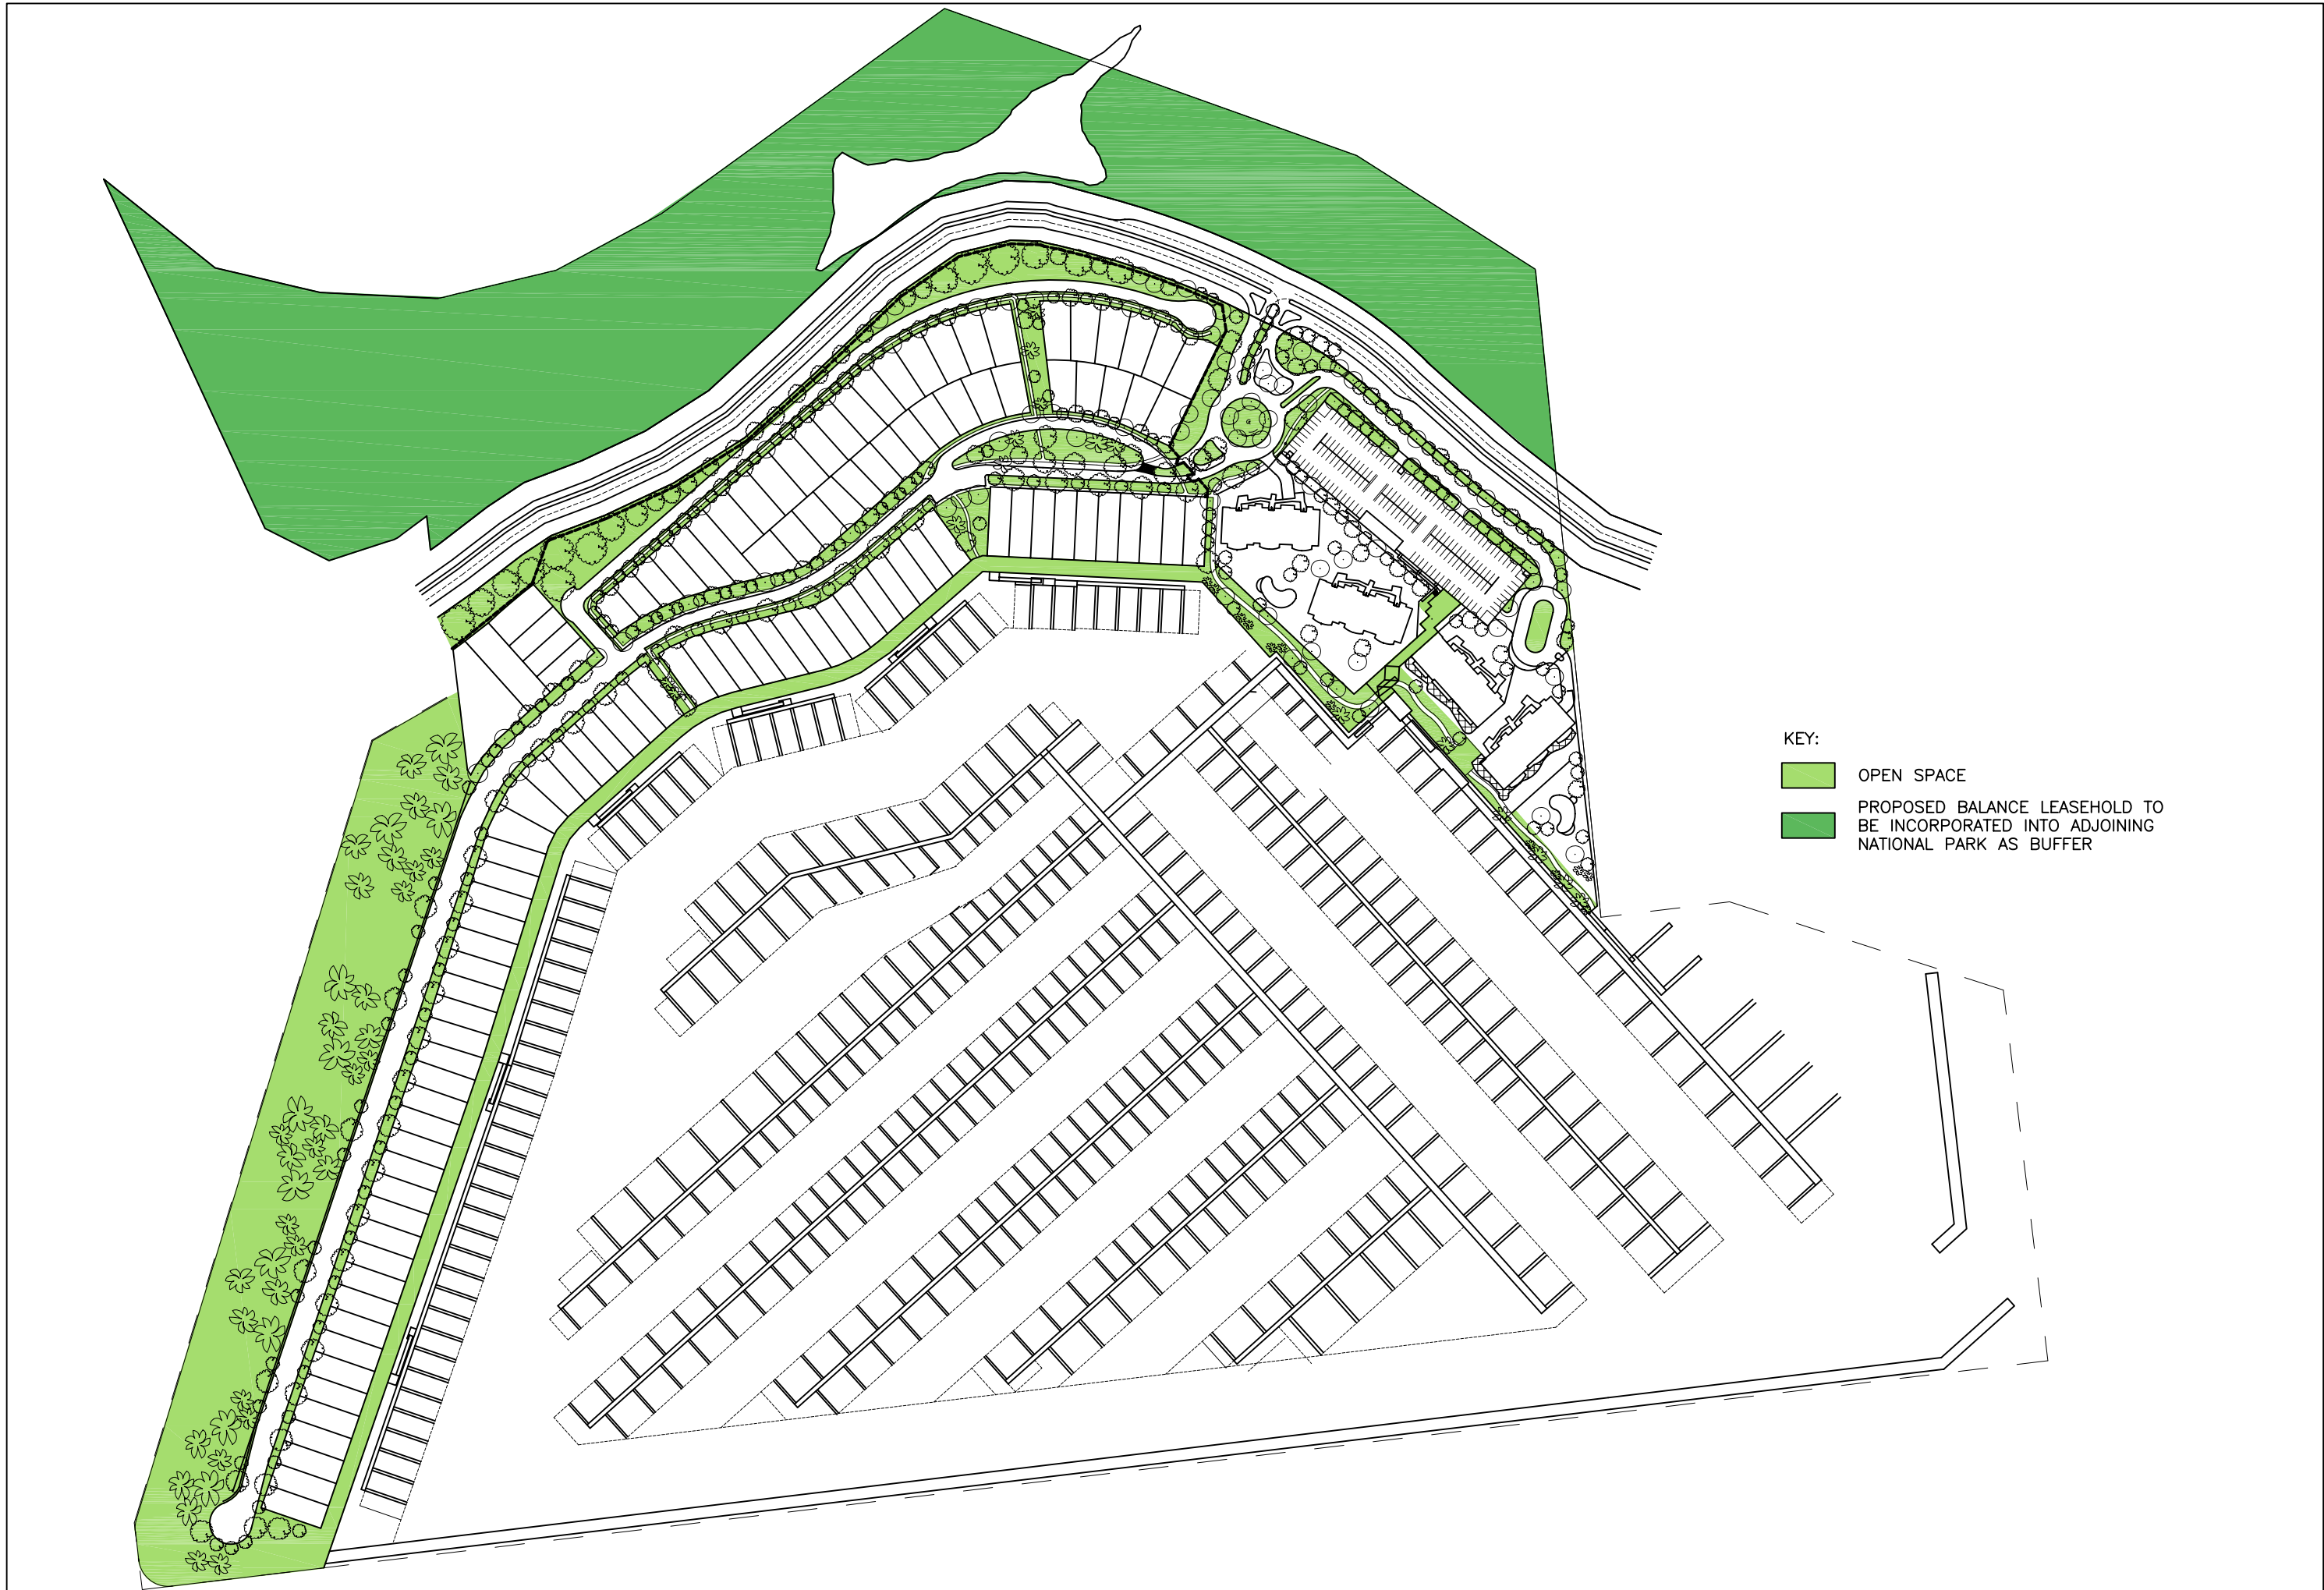 KEY:
OPEN SPACE
PROPOSED BALANCE LEASEHOLD TO
BE INCORPORATED INTO ADJOINING
NATIONAL PARK AS BUFFER